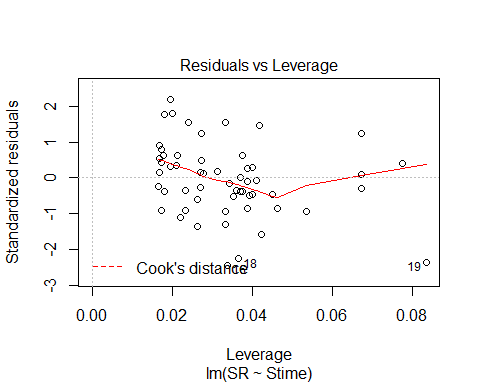 Residuals vs Leverage
Standardized residuals
2
1
0
-1
-2
-3
18
19
Cook's distance
0.00
0.02
0.04
0.06
0.08
Leverage
lm(SR ~ Stime)